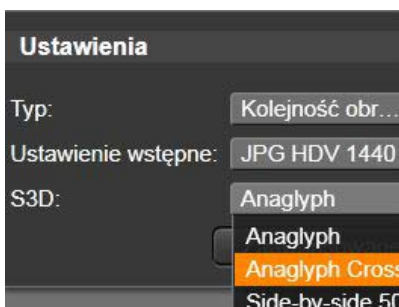 Ustawienia
Typ: Kolejność obr...
Ustawienie wstępne: JPG HDV 1440
S3D: Anaglyph
Anaglyph
Anaglyph Cross
Side-by-side 50